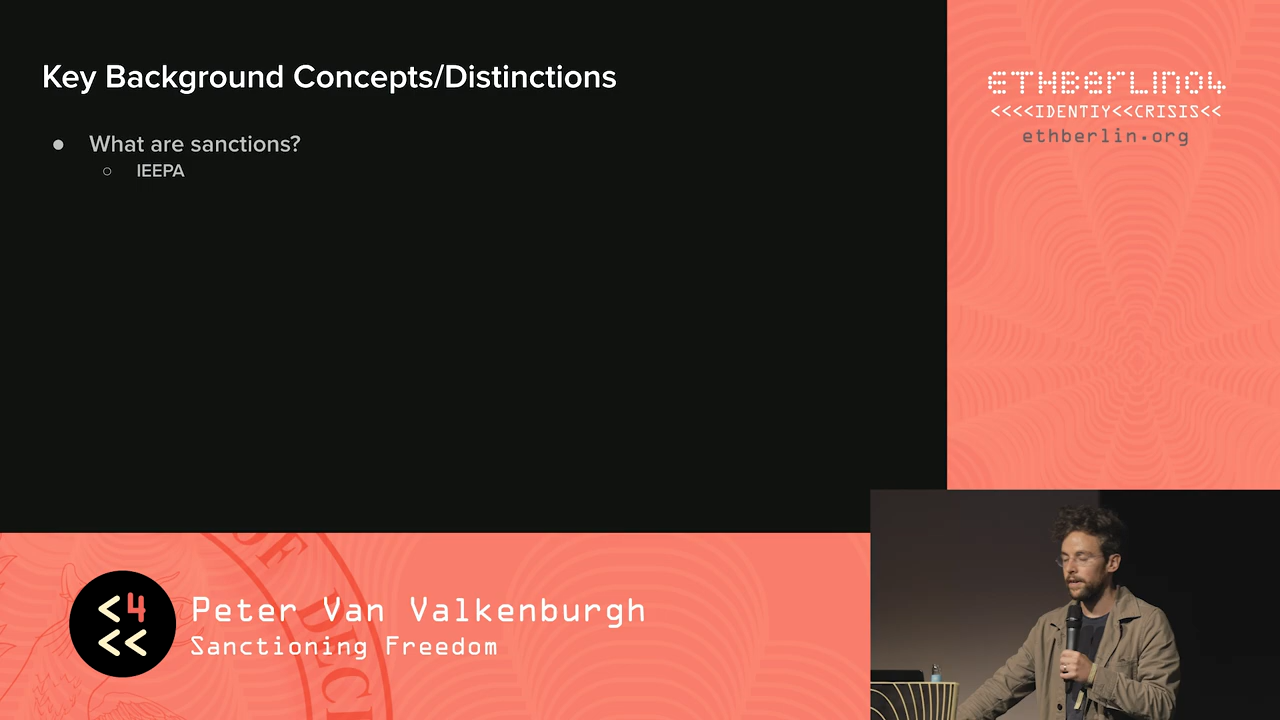 Key Background Concepts/Distinctions
● What are sanctions?
○ IEEPA
ETHBerlin04
<<<<IDENTIY<<CRISIS<<
ethberlin.org
<4
<<
Peter Van Valkenburgh
Sanctioning Freedom